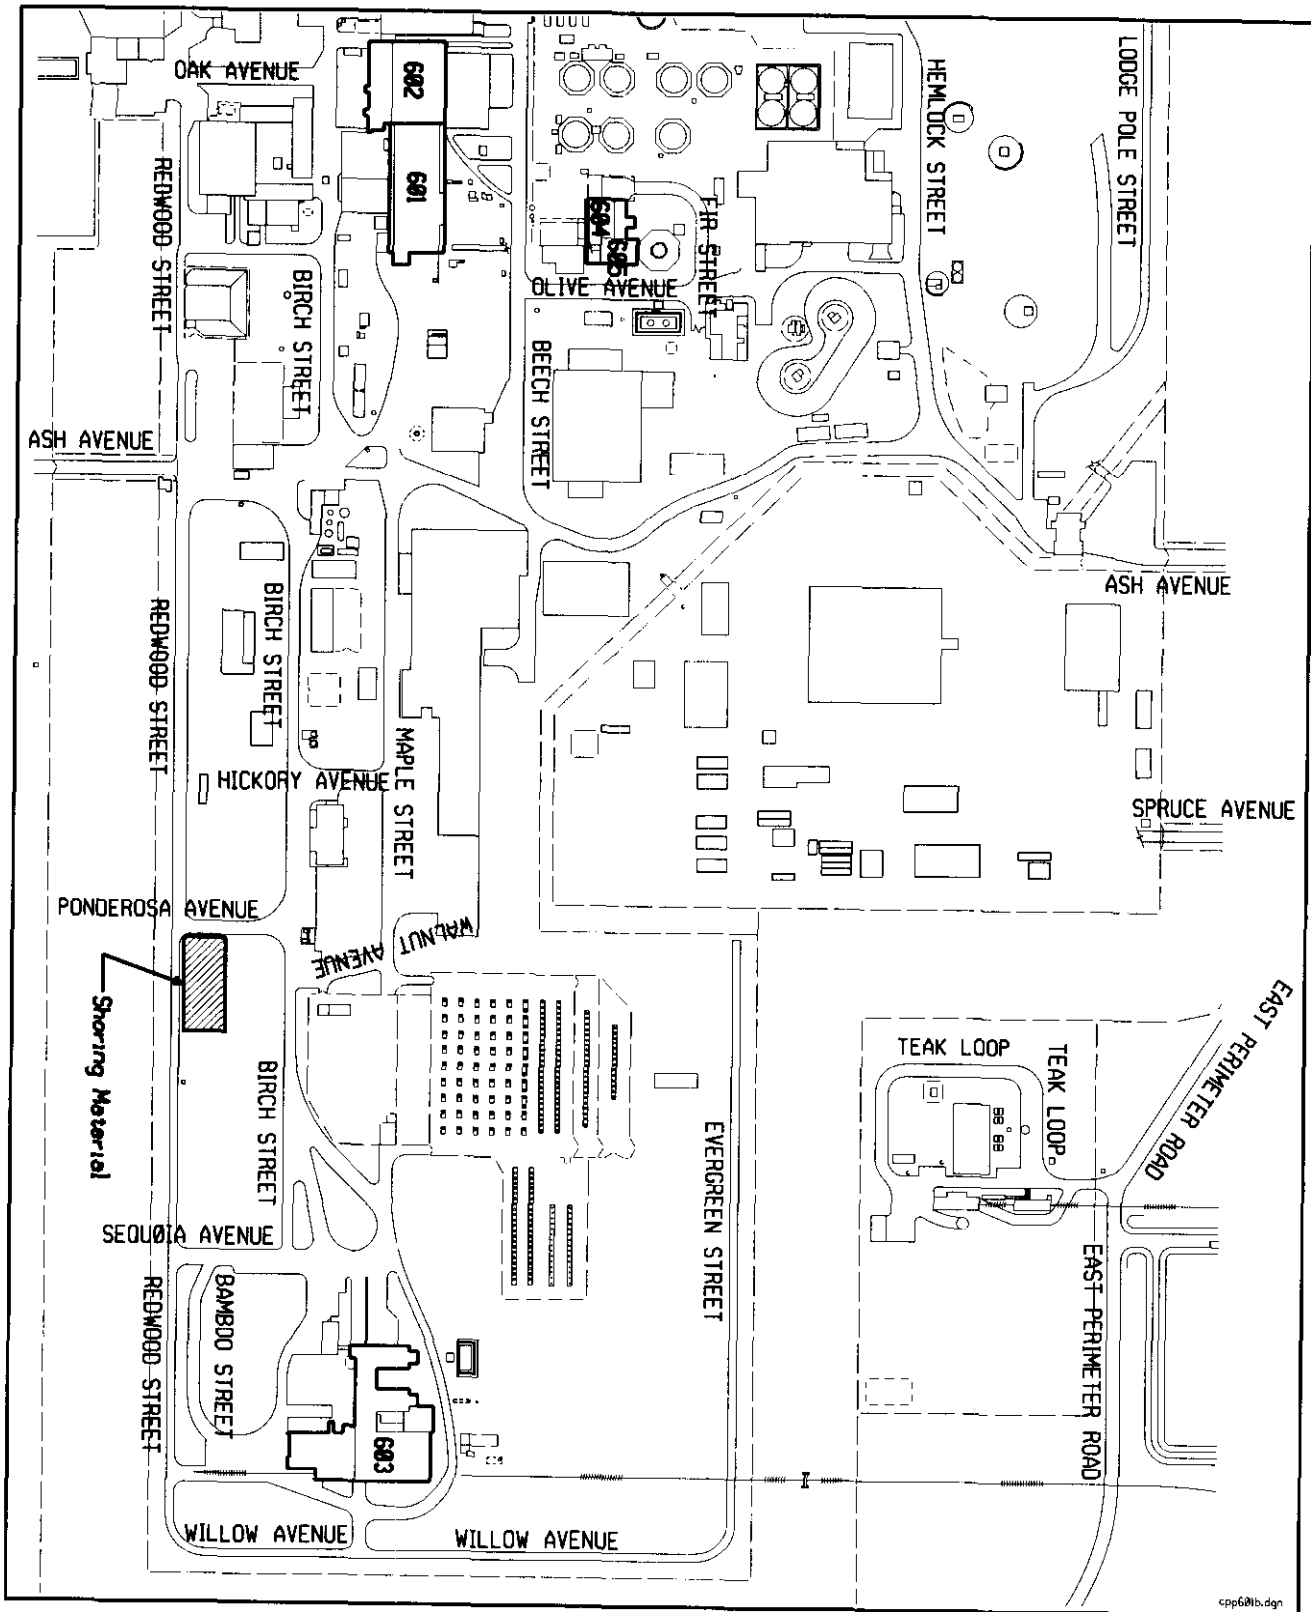 OAK AVENUE
602
601
HEMLOCK STREET
LODGE POLE STREET
REDWOOD STREET
BIRCH STREET
604
605
FIR STREET
OLIVE AVENUE
BEECH STREET
ASH AVENUE
ASH AVENUE
REDWOOD STREET
BIRCH STREET
MAPLE STREET
HICKORY AVENUE
SPRUCE AVENUE
PONDEROSA AVENUE
WALNUT AVENUE
Shoring Material
BIRCH STREET
EVERGREEN STREET
TEAK LOOP
TEAK LOOP
EAST PERIMETER ROAD
SEQUOIA AVENUE
REDWOOD STREET
BAMBOO STREET
603
EAST PERIMETER ROAD
WILLOW AVENUE
WILLOW AVENUE
cpp601b.dgn